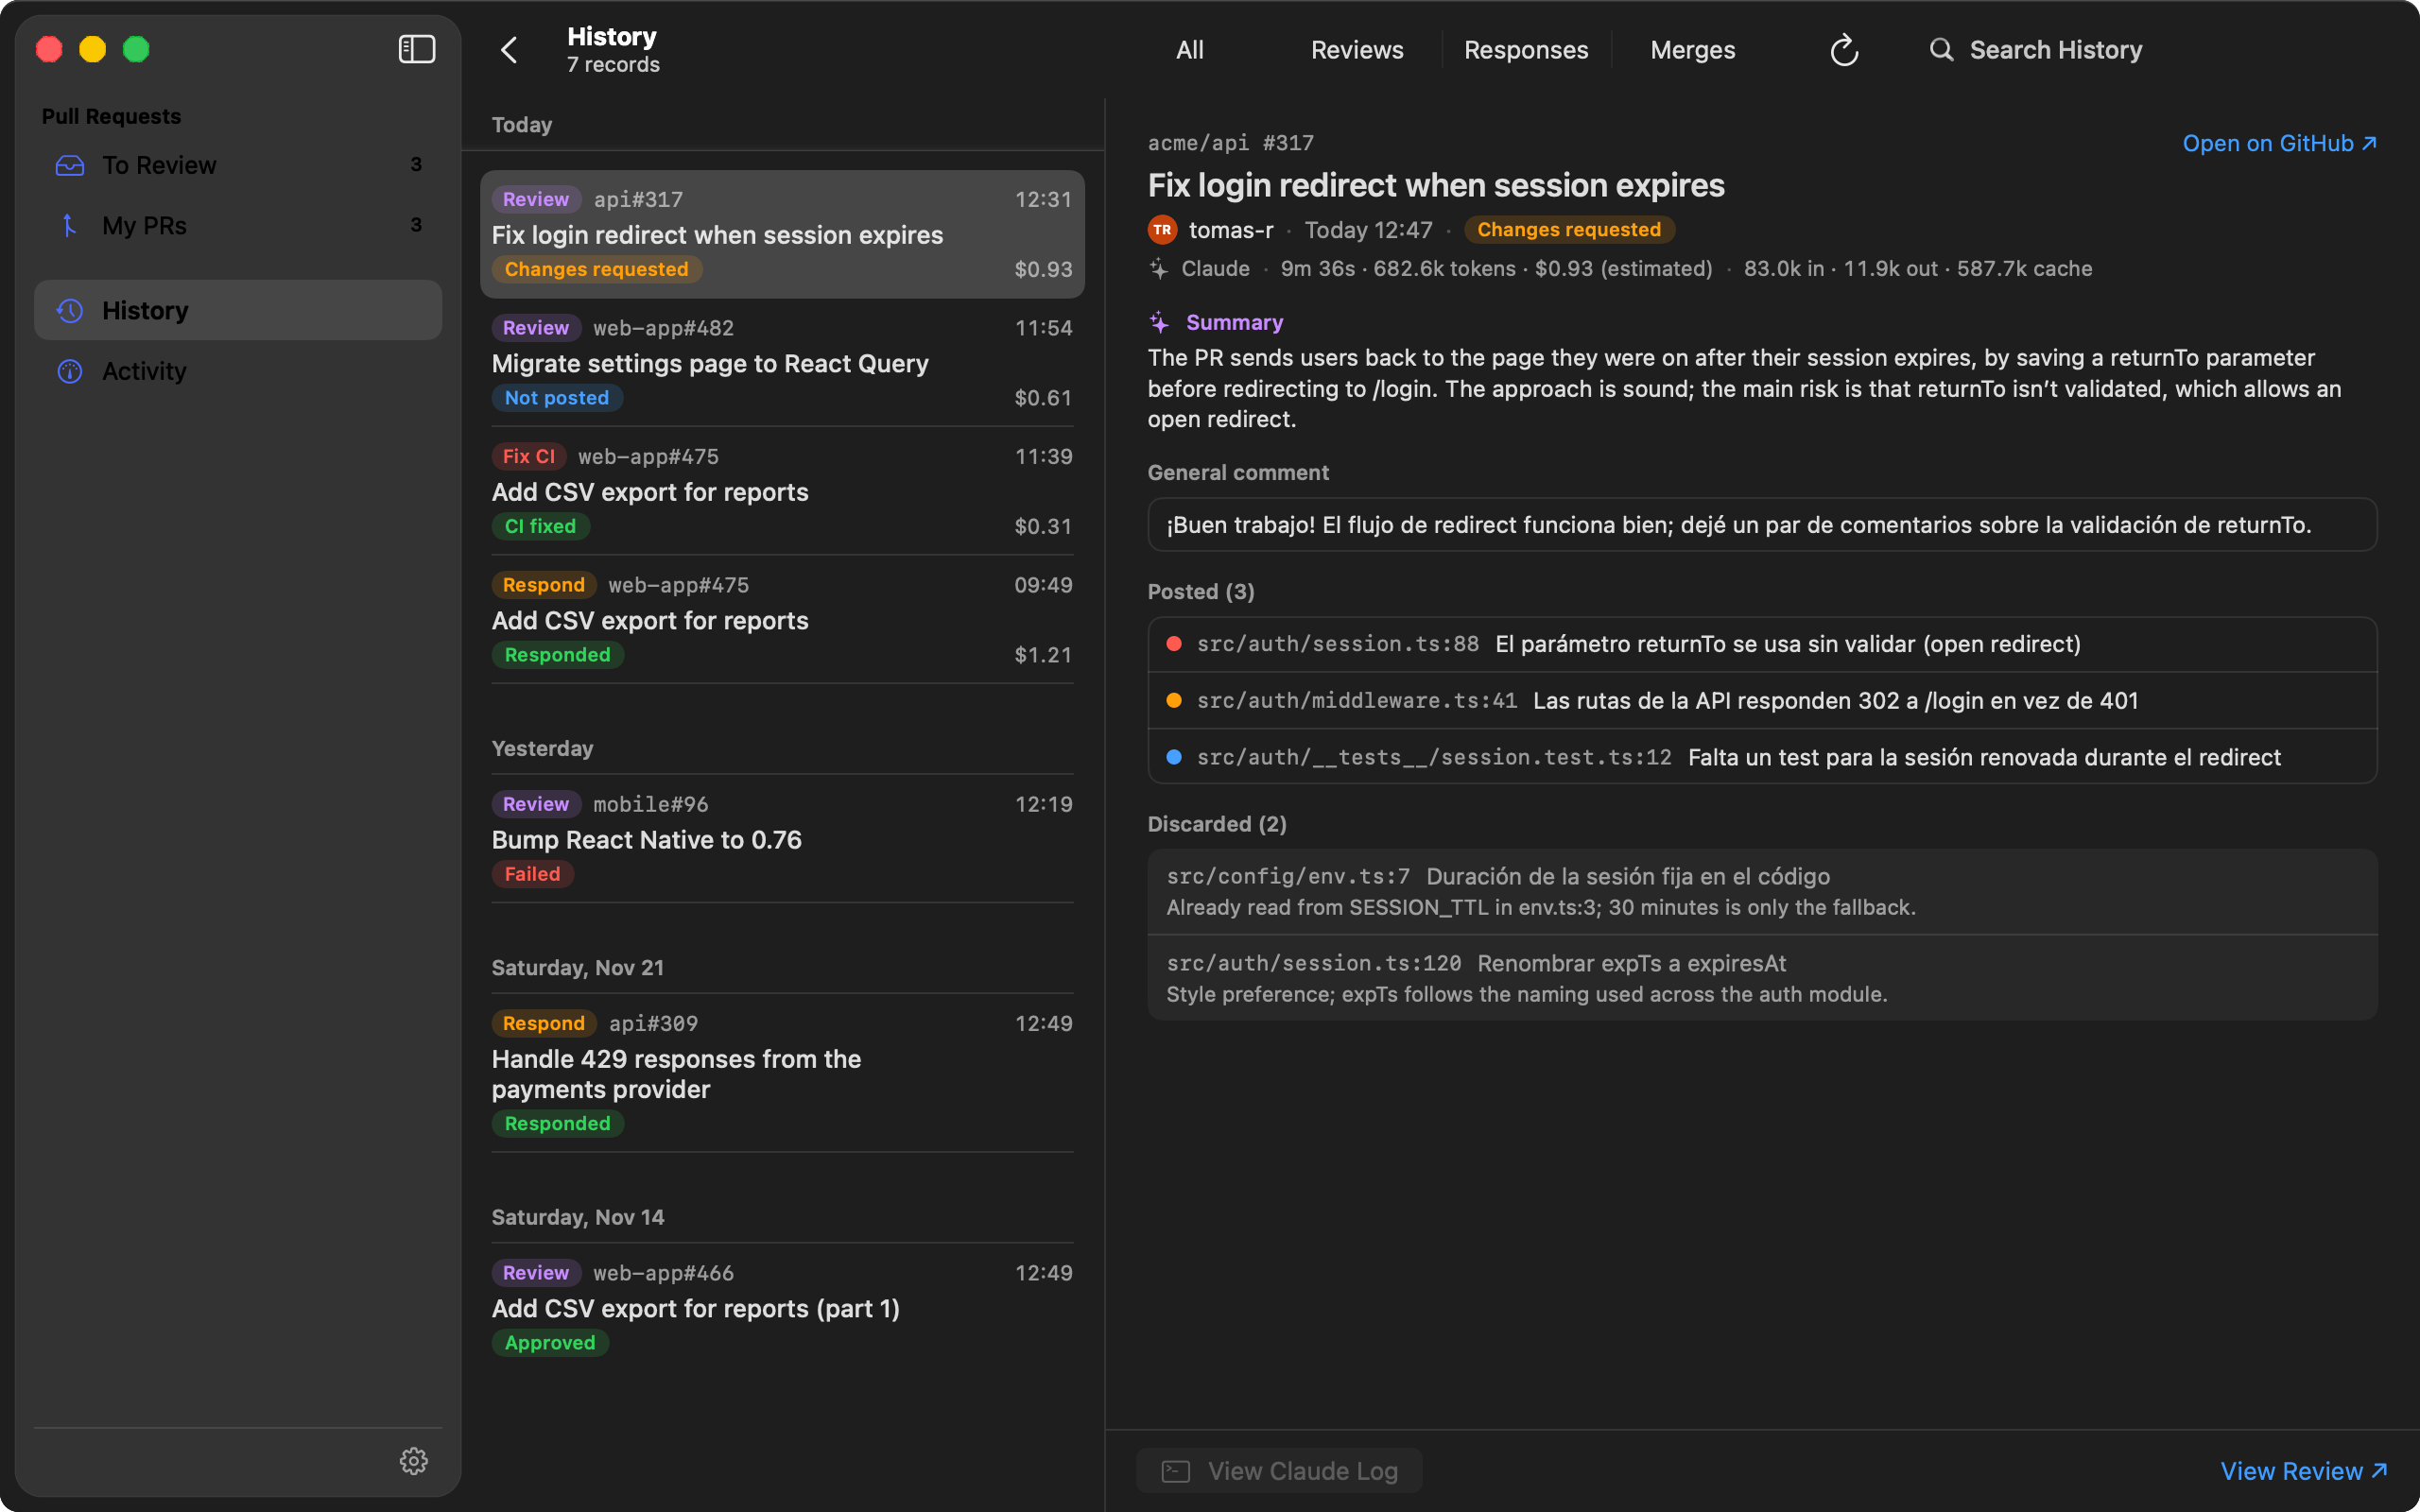 Pull Requests
To Review 3
My PRs 3
History
Activity
History
7 records
All Reviews Responses Merges Search History
Today
Review api#317 12:31
Fix login redirect when session expires
Changes requested $0.93
Review web-app#482 11:54
Migrate settings page to React Query
Not posted $0.61
Fix CI web-app#475 11:39
Add CSV export for reports
CI fixed $0.31
Respond web-app#475 09:49
Add CSV export for reports
Responded $1.21
Yesterday
Review mobile#96 12:19
Bump React Native to 0.76
Failed
Saturday, Nov 21
Respond api#309 12:49
Handle 429 responses from the
payments provider
Responded
Saturday, Nov 14
Review web-app#466 12:49
Add CSV export for reports (part 1)
Approved
acme/api #317 Open on GitHub ↗
Fix login redirect when session expires
TR tomas-r · Today 12:47 · Changes requested
Claude · 9m 36s · 682.6k tokens · $0.93 (estimated) · 83.0k in · 11.9k out · 587.7k cache
Summary
The PR sends users back to the page they were on after their session expires, by saving a returnTo parameter
before redirecting to /login. The approach is sound; the main risk is that returnTo isn’t validated, which allows an
open redirect.
General comment
¡Buen trabajo! El flujo de redirect funciona bien; dejé un par de comentarios sobre la validación de returnTo.
Posted (3)
src/auth/session.ts:88 El parámetro returnTo se usa sin validar (open redirect)
src/auth/middleware.ts:41 Las rutas de la API responden 302 a /login en vez de 401
src/auth/__tests__/session.test.ts:12 Falta un test para la sesión renovada durante el redirect
Discarded (2)
src/config/env.ts:7 Duración de la sesión fija en el código
Already read from SESSION_TTL in env.ts:3; 30 minutes is only the fallback.
src/auth/session.ts:120 Renombrar expTs a expiresAt
Style preference; expTs follows the naming used across the auth module.
View Claude Log View Review ↗